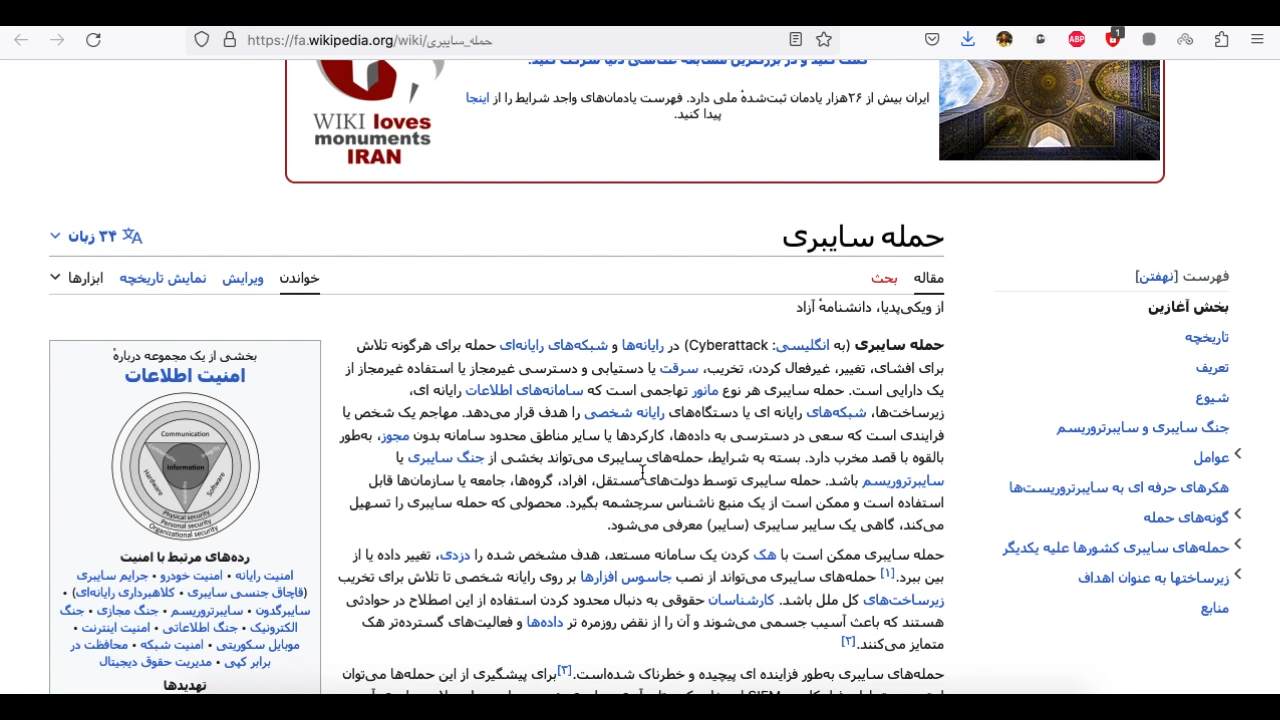 https://fa.wikipedia.org/wiki/حمله_سایبری
ABP
1
ایران بیش از ۲۶هزار یادمان ثبت‌شدهٔ ملی دارد. فهرست یادمان‌های واجد شرایط را از اینجا
پیدا کنید.
WIKI loves
monuments
IRAN
حمله سایبری
۳۴ زبان
مقاله بحث
خواندن ویرایش نمایش تاریخچه ابزارها
از ویکی‌پدیا، دانشنامهٔ آزاد
فهرست [نهفتن]
بخش آغازین
تاریخچه
تعریف
شیوع
جنگ سایبری و سایبرتروریسم
عوامل
هکرهای حرفه ای به سایبرتروریست‌ها
گونه‌های حمله
حمله‌های سایبری کشورها علیه یکدیگر
زیرساختها به عنوان اهداف
منابع
حمله سایبری (به انگلیسی: Cyberattack) در رایانه‌ها و شبکه‌های رایانه‌ای حمله برای هرگونه تلاش
برای افشای، تغییر، غیرفعال کردن، تخریب، سرقت یا دستیابی و دسترسی غیرمجاز یا استفاده غیرمجاز از
یک دارایی است. حمله سایبری هر نوع مانور تهاجمی است که سامانه‌های اطلاعات رایانه ای،
زیرساخت‌ها، شبکه‌های رایانه ای یا دستگاه‌های رایانه شخصی را هدف قرار می‌دهد. مهاجم یک شخص یا
فرایندی است که سعی در دسترسی به داده‌ها، کارکردها یا سایر مناطق محدود سامانه بدون مجوز، به‌طور
بالقوه با قصد مخرب دارد. بسته به شرایط، حمله‌های سایبری می‌تواند بخشی از جنگ سایبری یا
سایبرتروریسم باشد. حمله سایبری توسط دولت‌های مستقل، افراد، گروه‌ها، جامعه یا سازمان‌ها قابل
استفاده است و ممکن است از یک منبع ناشناس سرچشمه بگیرد. محصولی که حمله سایبری را تسهیل
می‌کند، گاهی یک سایبر سایبری (سایبر) معرفی می‌شود.
حمله سایبری ممکن است با هک کردن یک سامانه مستعد، هدف مشخص شده را دزدی، تغییر داده یا از
بین ببرد.[۱] حمله‌های سایبری می‌تواند از نصب جاسوس افزارها بر روی رایانه شخصی تا تلاش برای تخریب
زیرساخت‌های کل ملل باشد. کارشناسان حقوقی به دنبال محدود کردن استفاده از این اصطلاح در حوادثی
هستند که باعث آسیب جسمی می‌شوند و آن را از نقض روزمره تر داده‌ها و فعالیت‌های گسترده‌تر هک
متمایز می‌کنند.[۲]
حمله‌های سایبری به‌طور فزاینده ای پیچیده و خطرناک شده‌است.[۳]برای پیشگیری از این حمله‌ها می‌توان
بخشی از یک مجموعه دربارهٔ
امنیت اطلاعات
Communication
Information
Hardware
Software
Physical security
Personal security
Organizational security
رده‌های مرتبط با امنیت
امنیت رایانه • امنیت خودرو • جرایم سایبری
(قاچاق جنسی سایبری • کلاهبرداری رایانه‌ای) •
سایبرگدون • سایبرتروریسم • جنگ مجازی • جنگ
الکترونیک • جنگ اطلاعاتی • امنیت اینترنت •
موبایل سکوریتی • امنیت شبکه • محافظت در
برابر کپی • مدیریت حقوق دیجیتال
تهدیدها